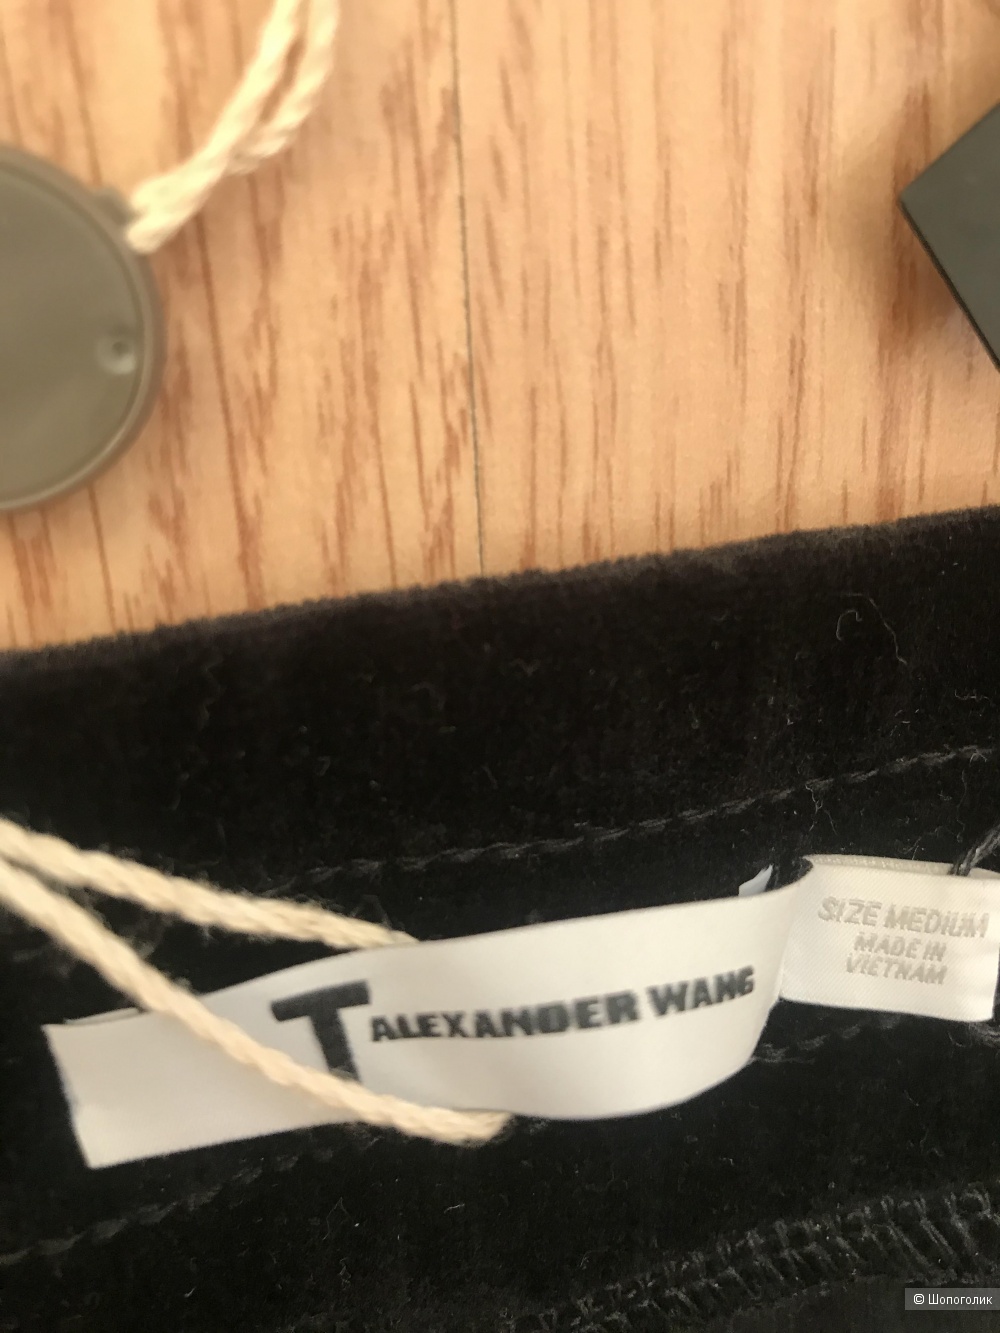 T ALEXANDER WANG
SIZE MEDIUM
MADE IN
VIETNAM
© Шопоголик